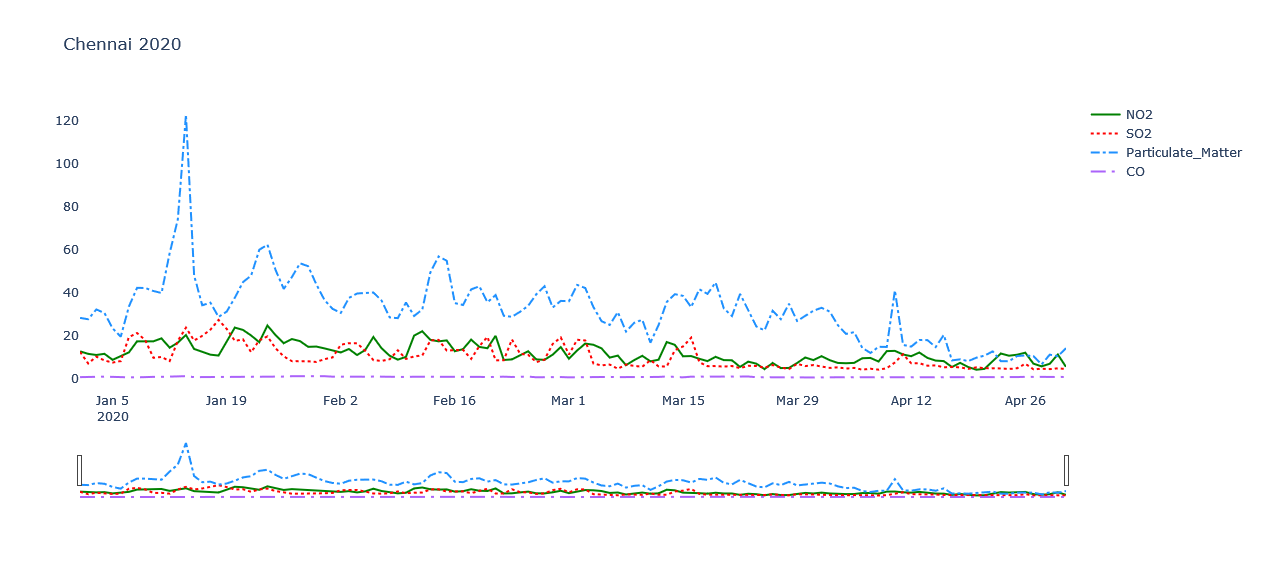 Chennai 2020
120
100
80
60
40
20
0
Jan 5
2020
Jan 19
Feb 2
Feb 16
Mar 1
Mar 15
Mar 29
Apr 12
Apr 26
NO2
SO2
Particulate_Matter
CO